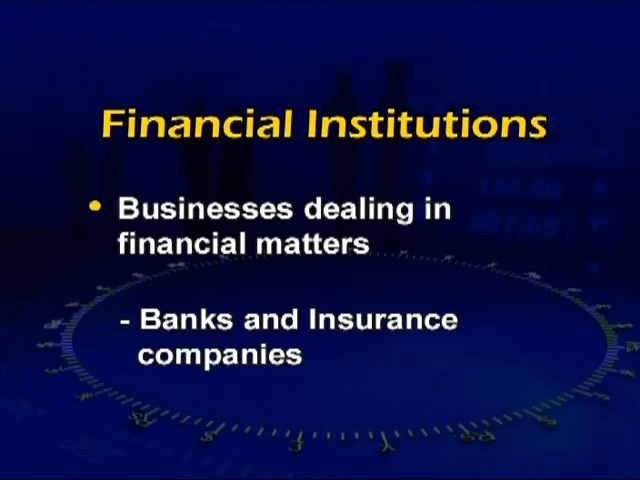 Financial Institutions
• Businesses dealing in
financial matters
- Banks and Insurance
companies